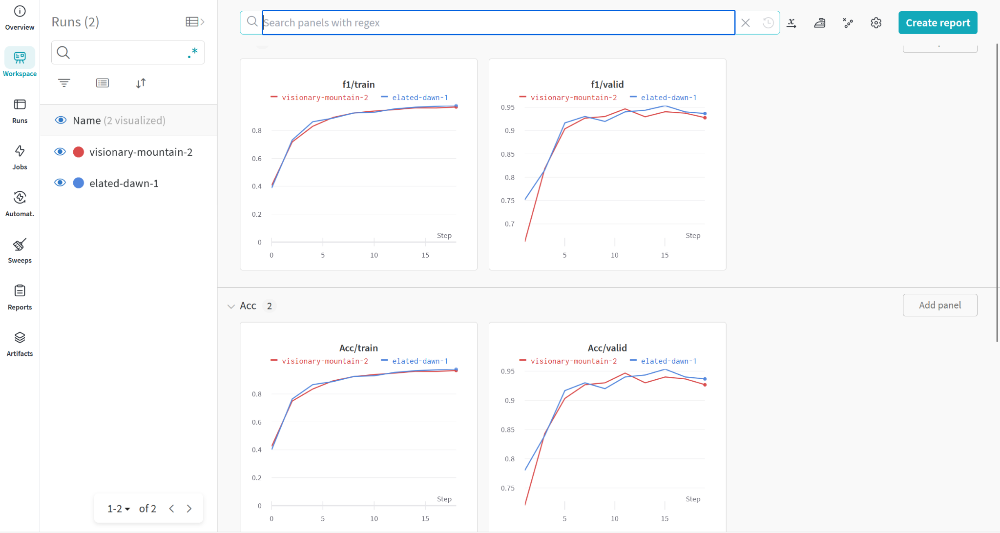 Overview
Workspace
Runs
Jobs
Automat.
Sweeps
Reports
Artifacts
Runs (2)
.*
Name (2 visualized)
visionary-mountain-2
elated-dawn-1
1-2 of 2
Search panels with regex
Create report
f1/train
visionary-mountain-2 elated-dawn-1
0.8
0.6
0.4
0.2
0
Step
0 5 10 15
f1/valid
visionary-mountain-2 elated-dawn-1
0.95
0.9
0.85
0.8
0.75
0.7
Step
5 10 15
Acc 2
Add panel
Acc/train
visionary-mountain-2 elated-dawn-1
0.8
0.6
0.4
0.2
0
Step
0 5 10 15
Acc/valid
visionary-mountain-2 elated-dawn-1
0.95
0.9
0.85
0.8
0.75
Step
5 10 15